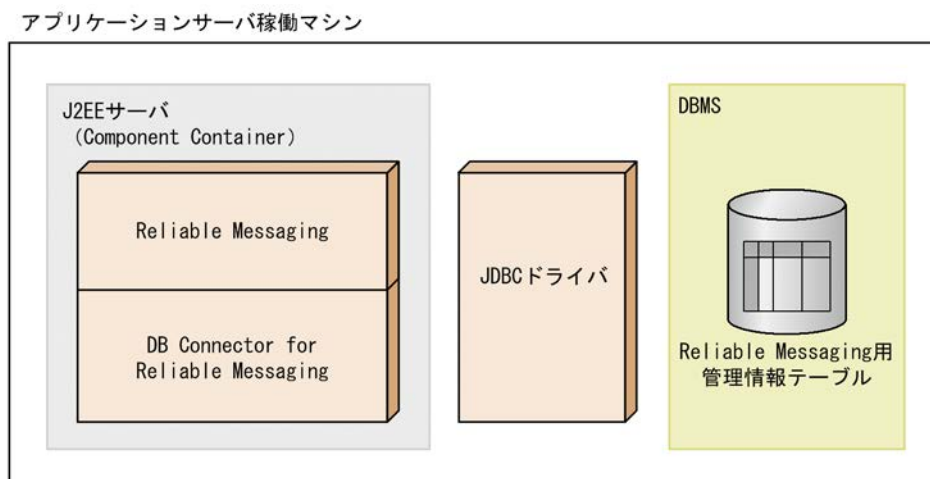 アプリケーションサーバ稼働マシン
J2EEサーバ
（Component Container）
Reliable Messaging
DB Connector for
Reliable Messaging
JDBCドライバ
DBMS
Reliable Messaging用
管理情報テーブル